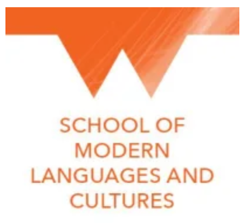 SCHOOL OF
MODERN
LANGUAGES AND
CULTURES